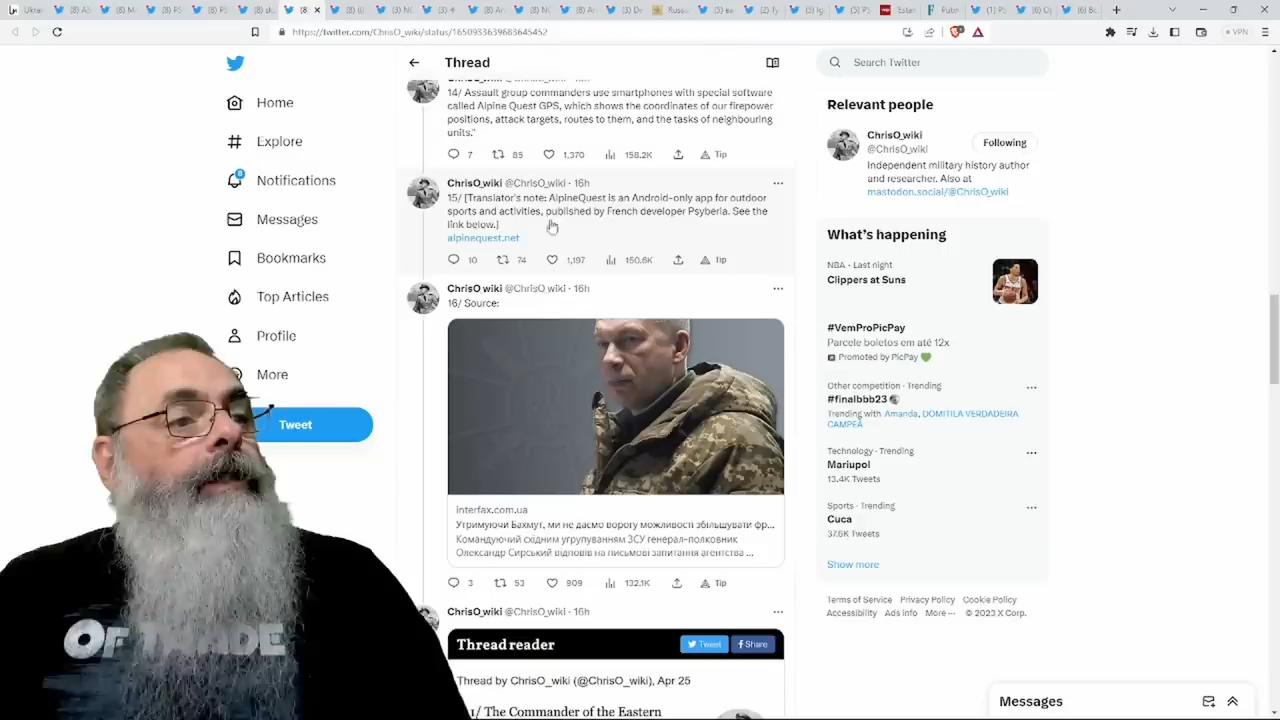 https://twitter.com/ChrisO_wiki/status/1650933639683645452
VPN
Home
Explore
8
Notifications
Messages
Bookmarks
Top Articles
Profile
More
Tweet
Thread
14/ Assault group commanders use smartphones with special software
called Alpine Quest GPS, which shows the coordinates of our firepower
positions, attack targets, routes to them, and the tasks of neighbouring
units."
7 85 1,370 158.2K Tip
ChrisO_wiki @ChrisO_wiki · 16h
15/ [Translator's note: AlpineQuest is an Android-only app for outdoor
sports and activities, published by French developer Psyberia. See the
link below.]
alpinequest.net
10 74 1,197 150.6K Tip
ChrisO_wiki @ChrisO_wiki · 16h
16/ Source:
interfax.com.ua
Утримуючи Бахмут, ми не даємо ворогу можливості збільшувати фр...
Командуючий східним угрупуванням ЗСУ генерал-полковник
Олександр Сирський відповів на письмові запитання агентства ...
3 53 909 132.1K Tip
ChrisO_wiki @ChrisO_wiki · 16h
Thread reader
Tweet
Share
Thread by ChrisO_wiki (@ChrisO_wiki), Apr 25
1/ The Commander of the Eastern
Search Twitter
Relevant people
ChrisO_wiki
@ChrisO_wiki
Following
Independent military history author
and researcher. Also at
mastodon.social/@ChrisO_wiki
What's happening
NBA · Last night
Clippers at Suns
#VemProPicPay
Parcele boletos em até 12x
Promoted by PicPay
Other competition · Trending
#finalbbb23
Trending with Amanda, DOMITILA VERDADEIRA
CAMPEÃ
Technology · Trending
Mariupol
13.4K Tweets
Sports · Trending
Cuca
37.6K Tweets
Show more
Terms of Service Privacy Policy Cookie Policy
Accessibility Ads info More ··· © 2023 X Corp.
Messages